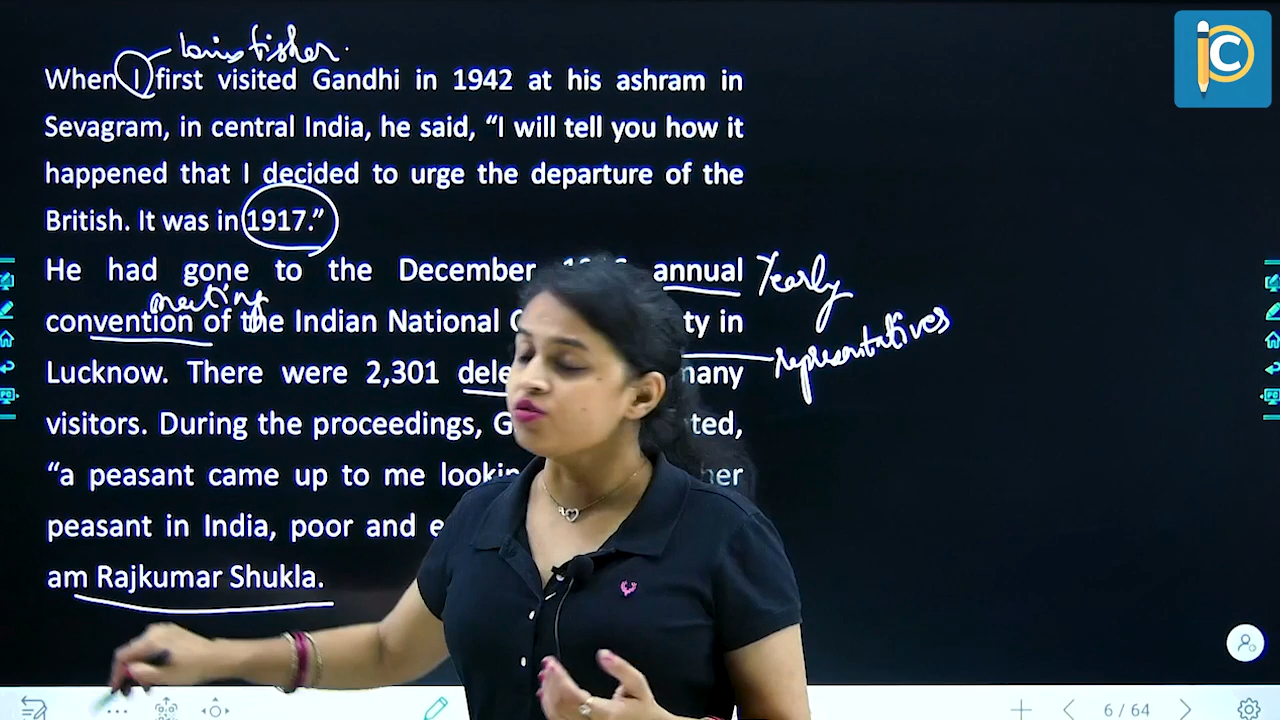 louis fisher.
When I first visited Gandhi in 1942 at his ashram in
Sevagram, in central India, he said, “I will tell you how it
happened that I decided to urge the departure of the
British. It was in 1917.”
He had gone to the December annual Yearly
meeting
convention of the Indian National in
representatives
Lucknow. There were 2,301 many
visitors. During the proceedings,
“a peasant came up to me
peasant in India, poor and
am Rajkumar Shukla.
6 / 64